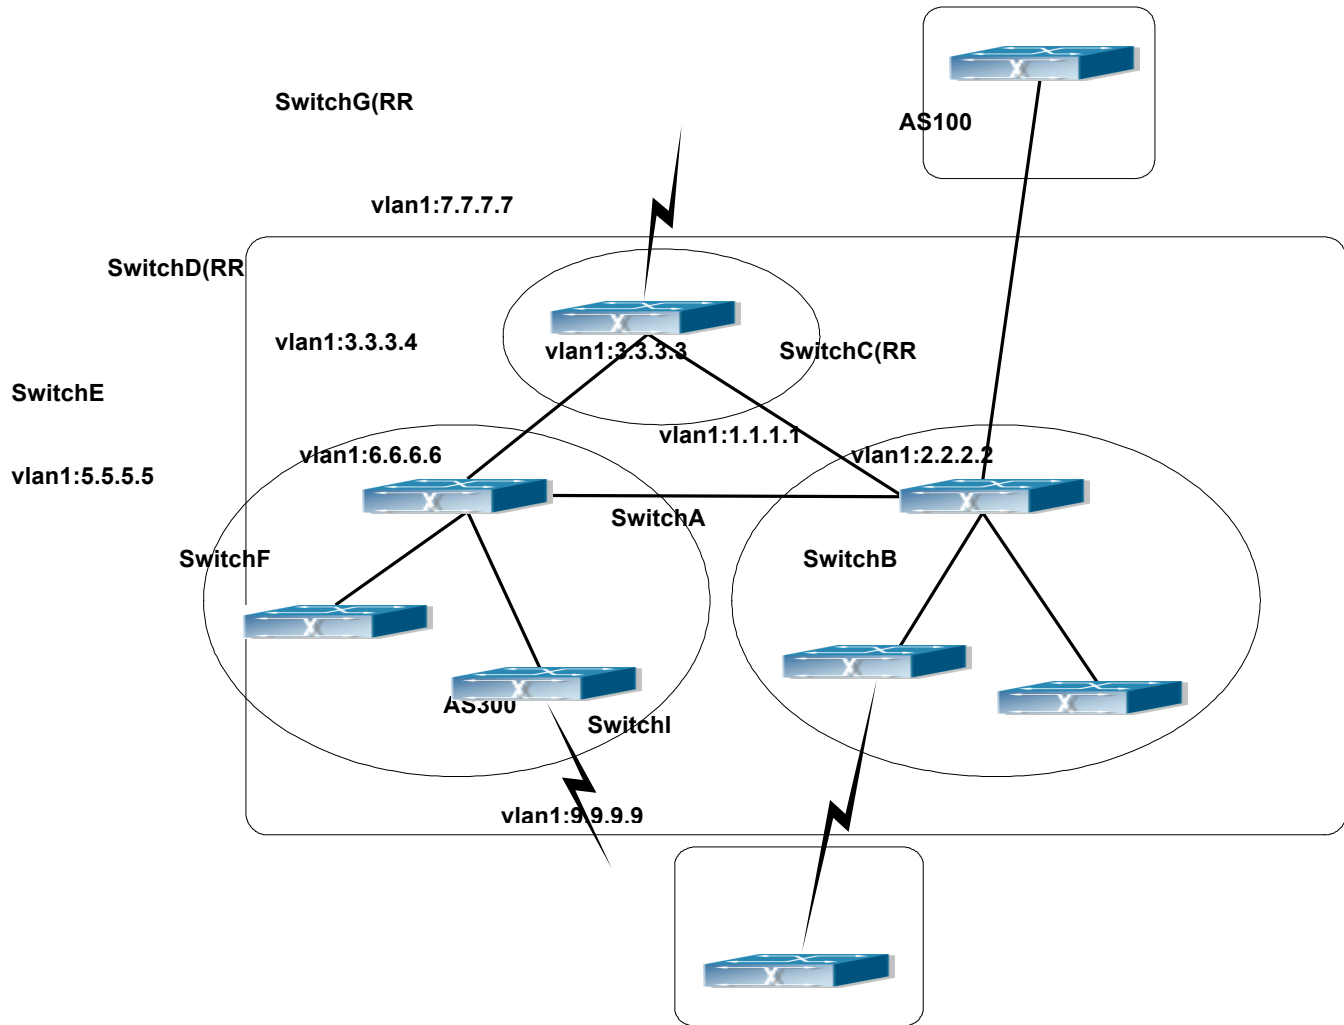 SwitchG(RR
AS100
vlan1:7.7.7.7
SwitchD(RR
vlan1:3.3.3.4
vlan1:3.3.3.3
SwitchC(RR
SwitchE
vlan1:1.1.1.1
vlan1:6.6.6.6
vlan1:2.2.2.2
vlan1:5.5.5.5
SwitchA
SwitchF
SwitchB
AS300
SwitchI
vlan1:9.9.9.9